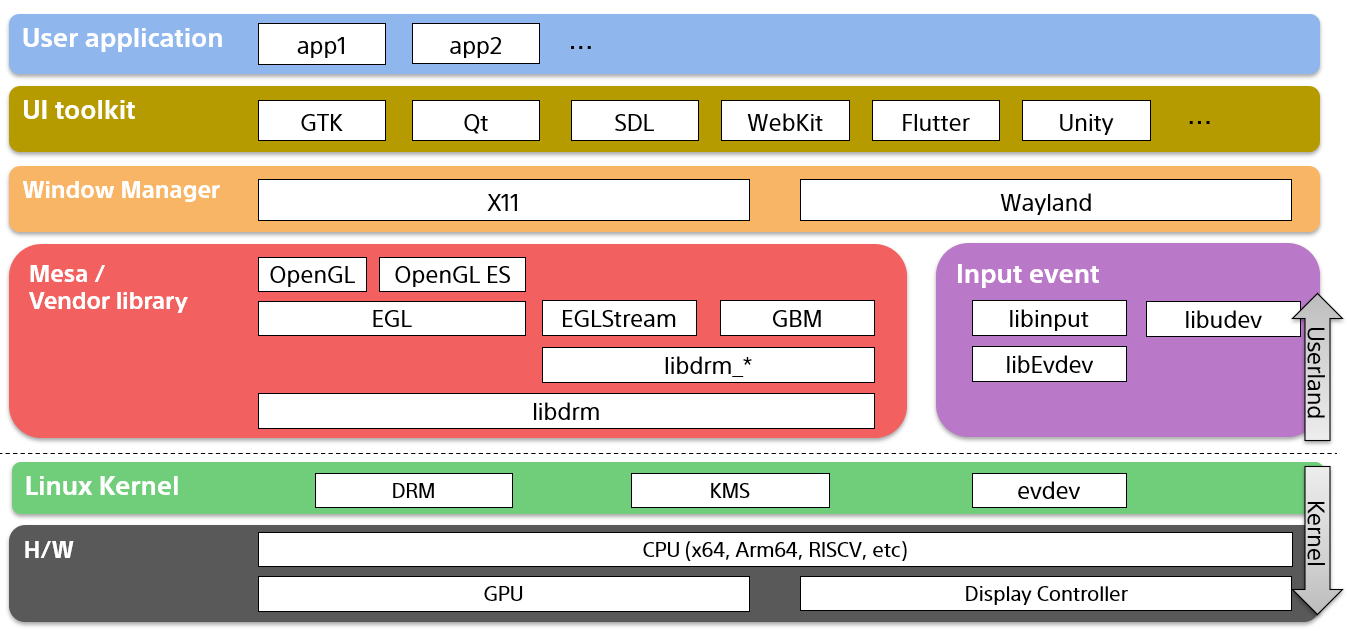 User application
app1
app2
...
UI toolkit
GTK
Qt
SDL
WebKit
Flutter
Unity
...
Window Manager
X11
Wayland
Mesa /
Vendor library
OpenGL
OpenGL ES
EGL
EGLStream
GBM
libdrm_*
libdrm
Input event
libinput
libudev
libEvdev
Userland
Linux Kernel
DRM
KMS
evdev
Kernel
H/W
CPU (x64, Arm64, RISCV, etc)
GPU
Display Controller